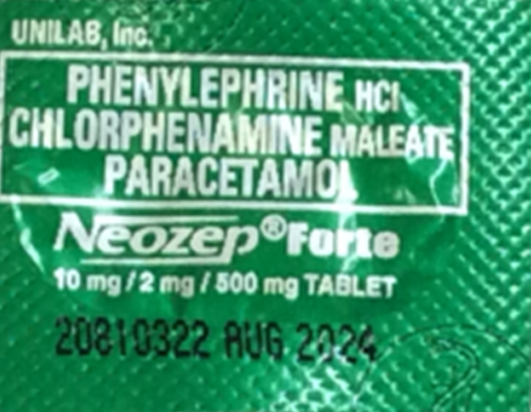 UNILAB, Inc.
PHENYLEPHRINE HCl
CHLORPHENAMINE MALEATE
PARACETAMOL
Neozep® Forte
10 mg / 2 mg / 500 mg TABLET
20810322 AUG 2024